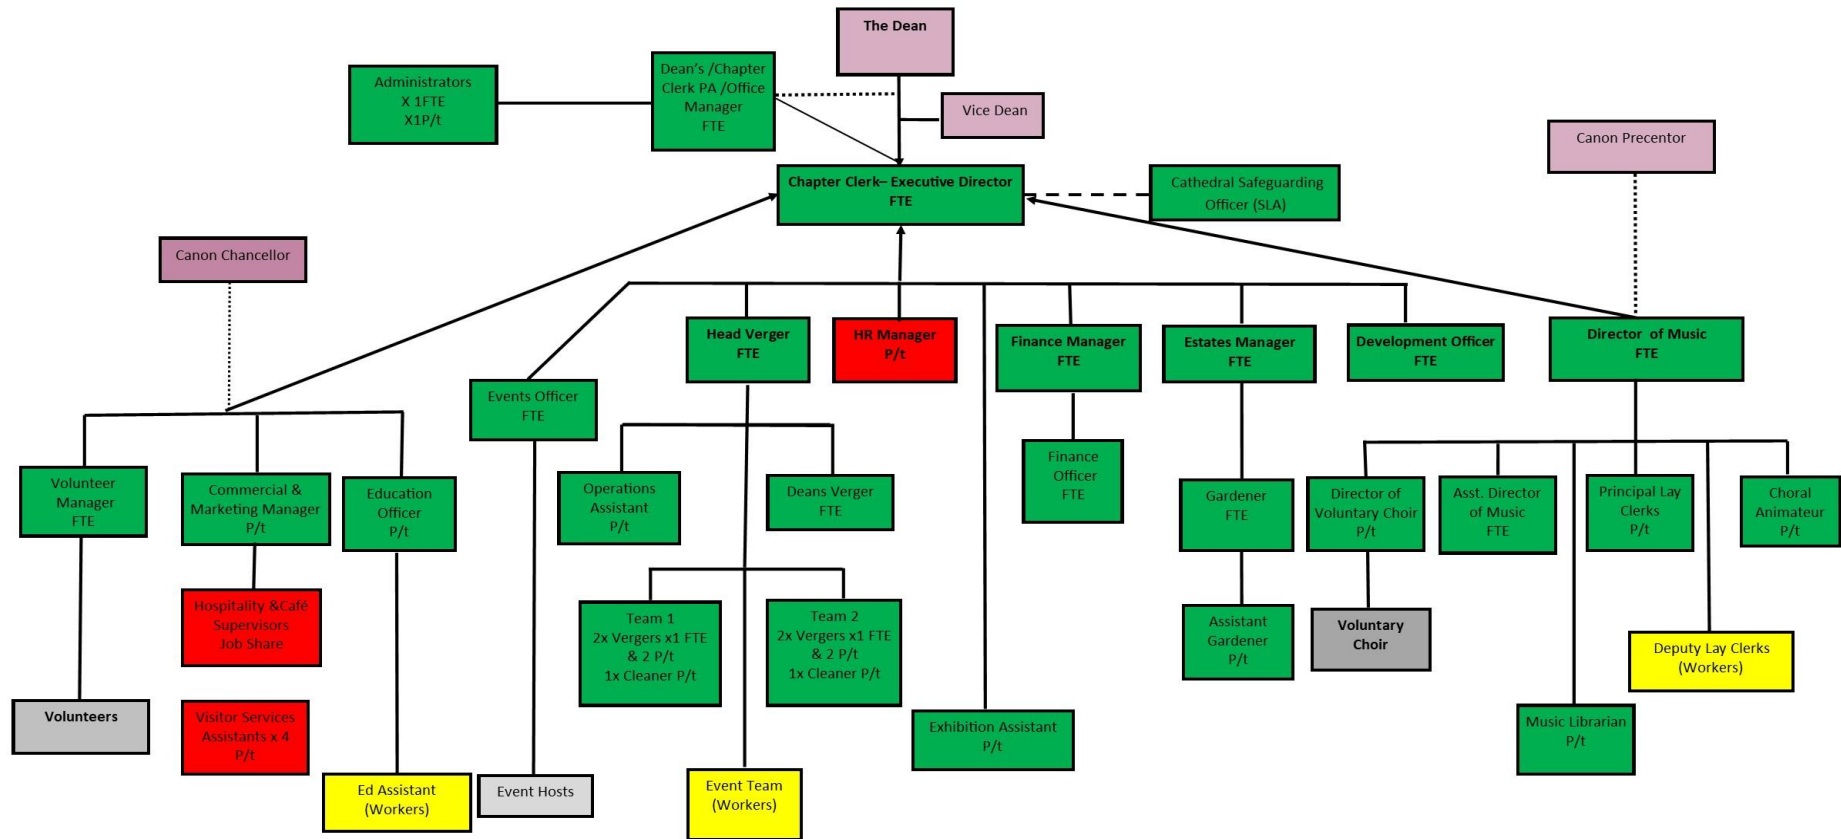 The Dean
Administrators
X 1FTE
X1P/t
Dean's /Chapter
Clerk PA /Office
Manager
FTE
Vice Dean
Canon Precentor
Chapter Clerk– Executive Director
FTE
Cathedral Safeguarding
Officer (SLA)
Canon Chancellor
Head Verger
FTE
HR Manager
P/t
Finance Manager
FTE
Estates Manager
FTE
Development Officer
FTE
Director of Music
FTE
Events Officer
FTE
Volunteer
Manager
FTE
Commercial &
Marketing Manager
P/t
Education
Officer
P/t
Operations
Assistant
P/t
Deans Verger
FTE
Finance
Officer
FTE
Gardener
FTE
Director of
Voluntary Choir
P/t
Asst. Director
of Music
FTE
Principal Lay
Clerks
P/t
Choral
Animateur
P/t
Hospitality &Café
Supervisors
Job Share
Team 1
2x Vergers x1 FTE
& 2 P/t
1x Cleaner P/t
Team 2
2x Vergers x1 FTE
& 2 P/t
1x Cleaner P/t
Assistant
Gardener
P/t
Voluntary
Choir
Deputy Lay Clerks
(Workers)
Volunteers
Visitor Services
Assistants x 4
P/t
Exhibition Assistant
P/t
Music Librarian
P/t
Ed Assistant
(Workers)
Event Hosts
Event Team
(Workers)